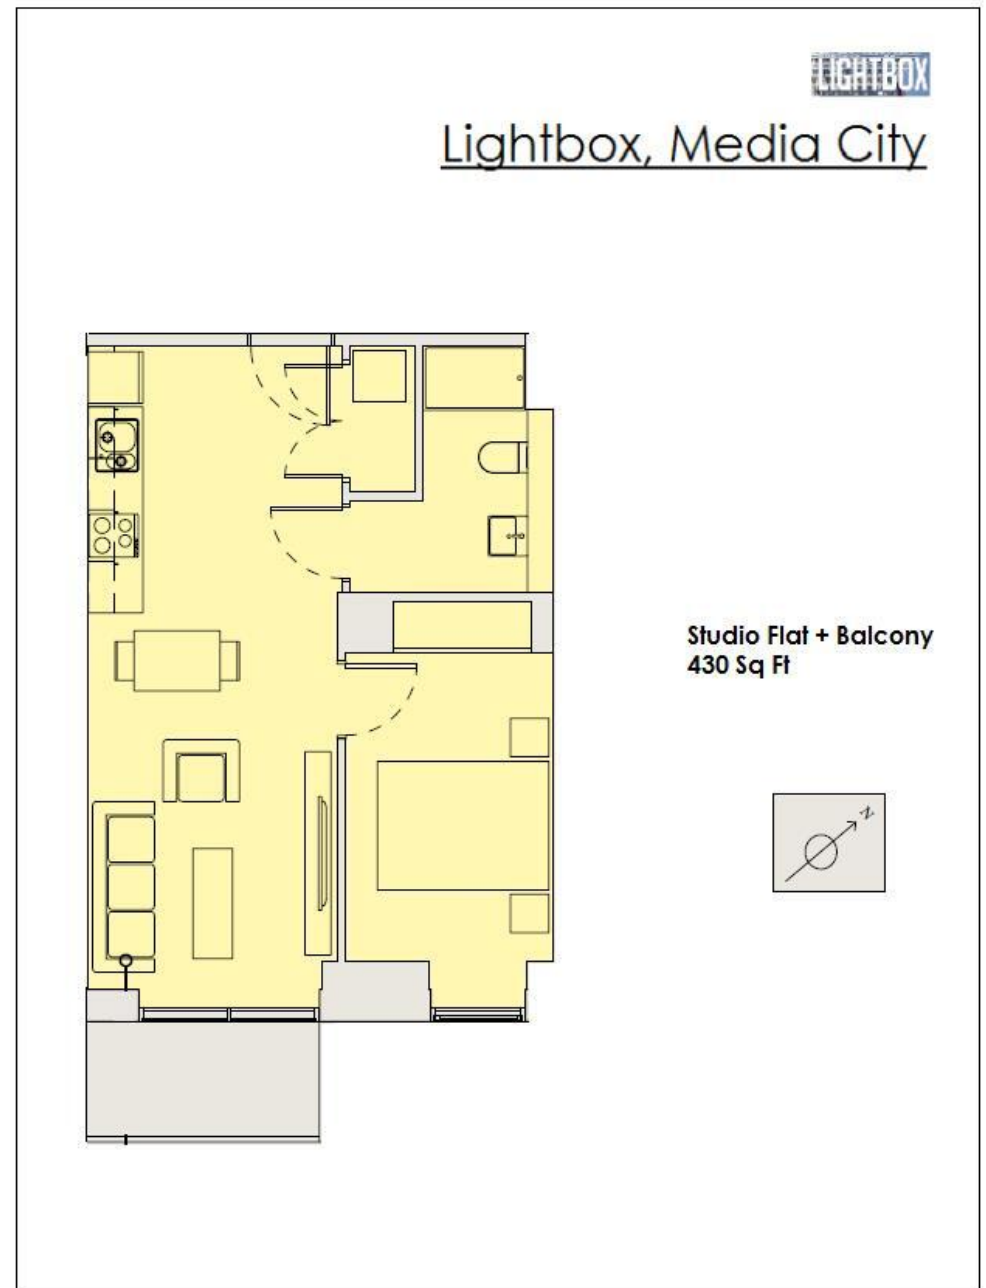 LIGHTBOX
Lightbox, Media City
Studio Flat + Balcony
430 Sq Ft
N